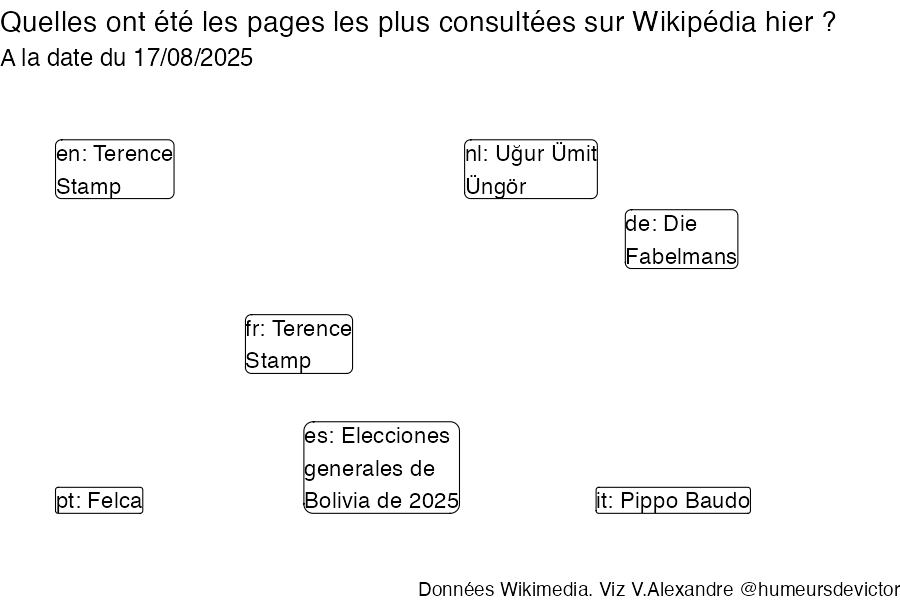 Quelles ont été les pages les plus consultées sur Wikipédia hier ?
A la date du 17/08/2025
en: Terence
Stamp
nl: Uğur Ümit
Üngör
de: Die
Fabelmans
fr: Terence
Stamp
es: Elecciones
generales de
Bolivia de 2025
pt: Felca
it: Pippo Baudo
Données Wikimedia. Viz V.Alexandre @humeursdevictor